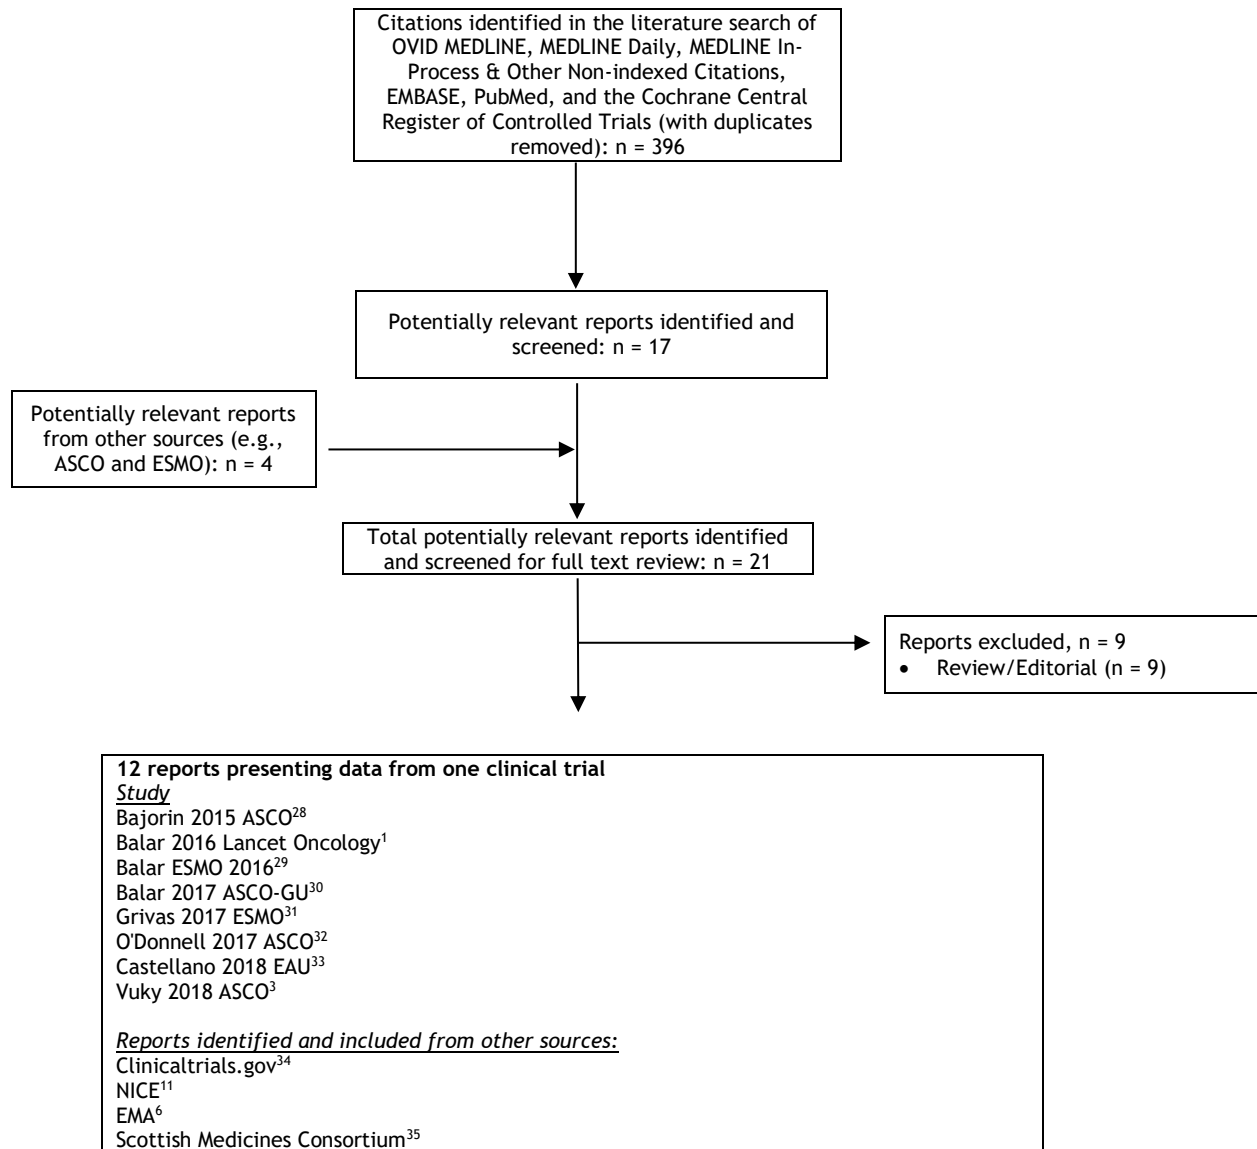 Citations identified in the literature search of
OVID MEDLINE, MEDLINE Daily, MEDLINE In-
Process & Other Non-indexed Citations,
EMBASE, PubMed, and the Cochrane Central
Register of Controlled Trials (with duplicates
removed): n = 396
Potentially relevant reports identified and
screened: n = 17
Potentially relevant reports
from other sources (e.g.,
ASCO and ESMO): n = 4
Total potentially relevant reports identified
and screened for full text review: n = 21
Reports excluded, n = 9
• Review/Editorial (n = 9)
12 reports presenting data from one clinical trial
Study
Bajorin 2015 ASCO28
Balar 2016 Lancet Oncology1
Balar ESMO 201629
Balar 2017 ASCO-GU30
Grivas 2017 ESMO31
O'Donnell 2017 ASCO32
Castellano 2018 EAU33
Vuky 2018 ASCO3
Reports identified and included from other sources:
Clinicaltrials.gov34
NICE11
EMA6
Scottish Medicines Consortium35